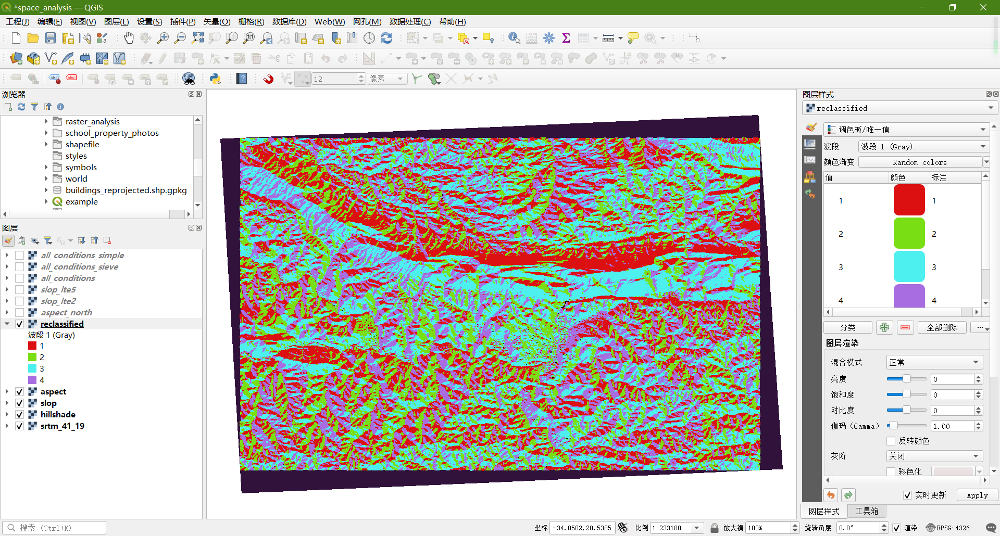 *space_analysis — QGIS
工程(J) 编辑(E) 视图(V) 图层(L) 设置(S) 插件(P) 矢量(O) 栅格(R) 数据库(D) Web(W) 网孔(M) 数据处理(C) 帮助(H)
12 像素
浏览器
raster_analysis
school_property_photos
shapefile
styles
symbols
world
buildings_reprojected.shp.gpkg
example
图层
all_conditions_simple
all_conditions_sieve
all_conditions
slop_lte5
slop_lte2
aspect_north
reclassified
波段 1 (Gray)
1
2
3
4
aspect
slop
hillshade
srtm_41_19
图层样式
reclassified
调色板/唯一值
波段 波段 1 (Gray)
颜色渐变 Random colors
值 颜色 标注
1 1
2 2
3 3
4 4
分类 全部删除 ...
图层渲染
混合模式 正常
亮度 0
饱和度 0
对比度 0
伽玛 (Gamma) 1.00
反转颜色
灰阶 关闭
彩色化
实时更新 Apply
图层样式 工具箱
搜索 (Ctrl+K) 坐标 -34.0502,20.5385 比例 1:233180 放大镜 100% 旋转角度 0.0° 渲染 EPSG:4326